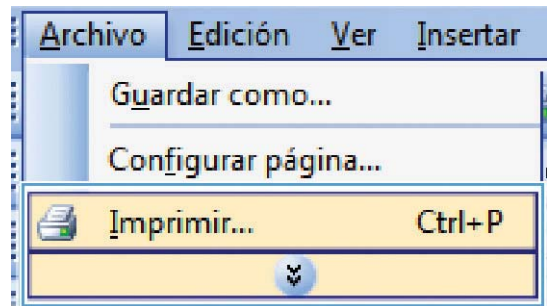 Archivo Edición Ver Insertar
Guardar como...
Configurar página...
Imprimir... Ctrl+P